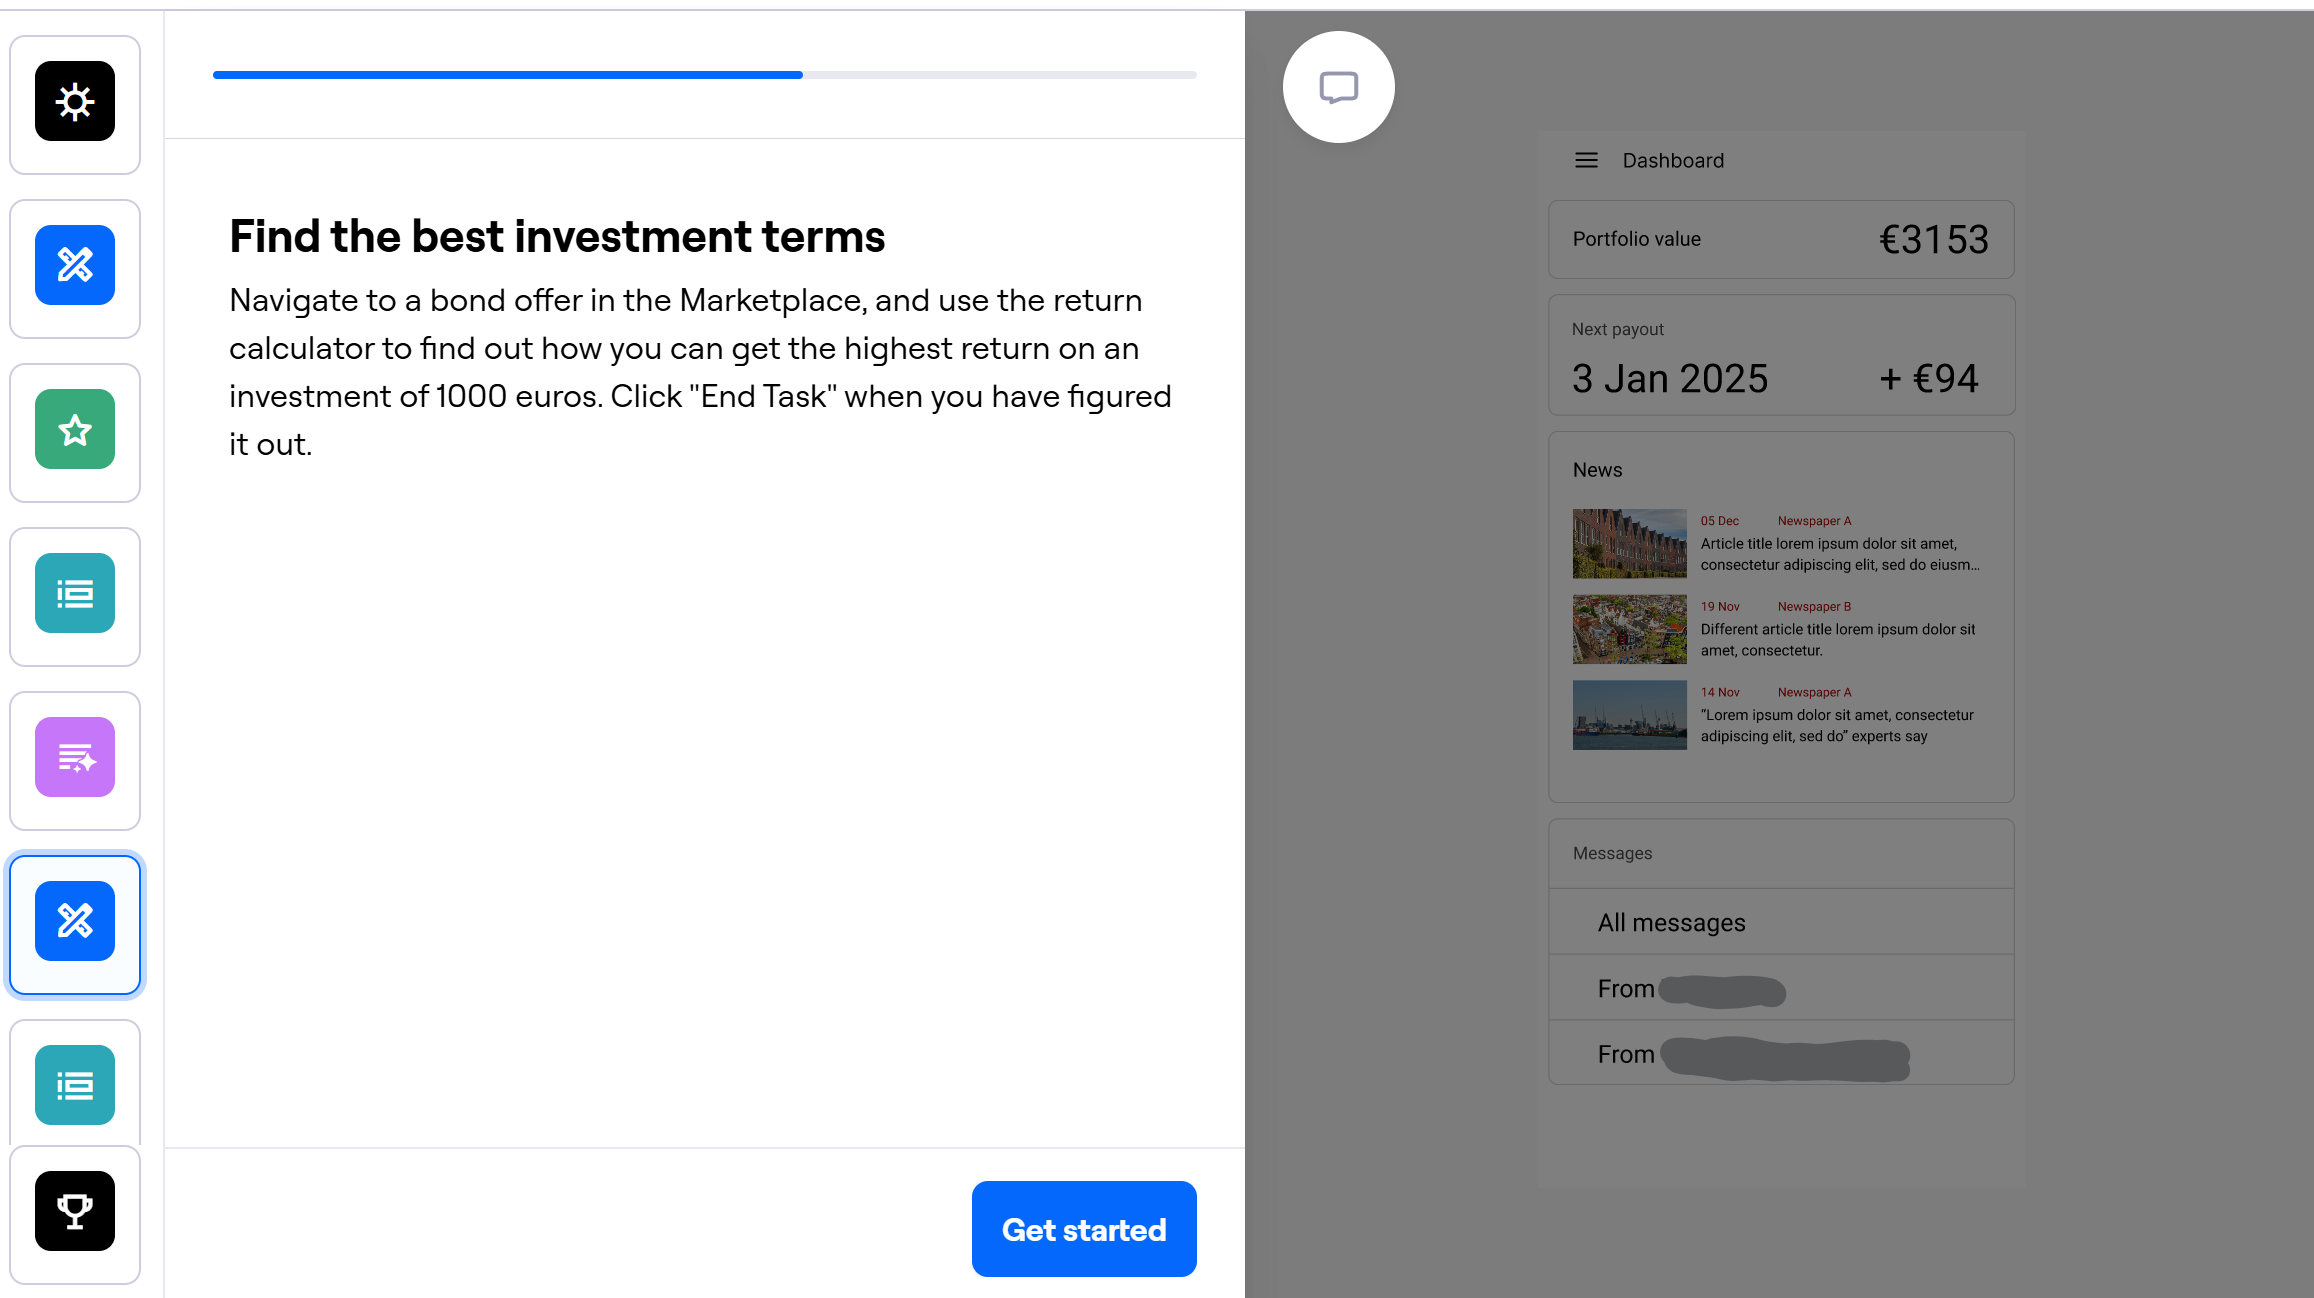 Find the best investment terms
Navigate to a bond offer in the Marketplace, and use the return
calculator to find out how you can get the highest return on an
investment of 1000 euros. Click "End Task" when you have figured
it out.
Get started
Dashboard
Portfolio value €3153
Next payout
3 Jan 2025 + €94
News
05 Dec Newspaper A
Article title lorem ipsum dolor sit amet,
consectetur adipiscing elit, sed do eiusm...
19 Nov Newspaper B
Different article title lorem ipsum dolor sit
amet, consectetur.
14 Nov Newspaper A
“Lorem ipsum dolor sit amet, consectetur
adipiscing elit, sed do” experts say
Messages
All messages
From
From